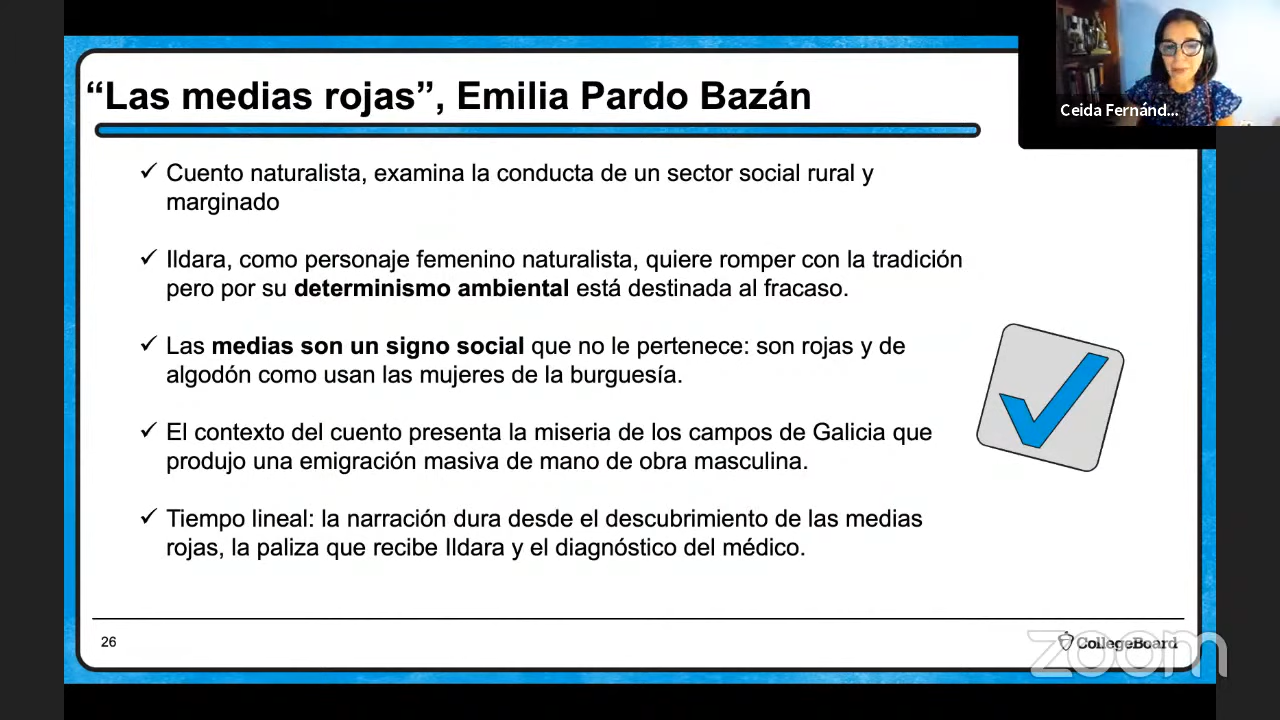 “Las medias rojas”, Emilia Pardo Bazán
Ceida Fernánd...
✓ Cuento naturalista, examina la conducta de un sector social rural y
marginado
✓ Ildara, como personaje femenino naturalista, quiere romper con la tradición
pero por su determinismo ambiental está destinada al fracaso.
✓ Las medias son un signo social que no le pertenece: son rojas y de
algodón como usan las mujeres de la burguesía.
✓ El contexto del cuento presenta la miseria de los campos de Galicia que
produjo una emigración masiva de mano de obra masculina.
✓ Tiempo lineal: la narración dura desde el descubrimiento de las medias
rojas, la paliza que recibe Ildara y el diagnóstico del médico.
26
CollegeBoard
zoom